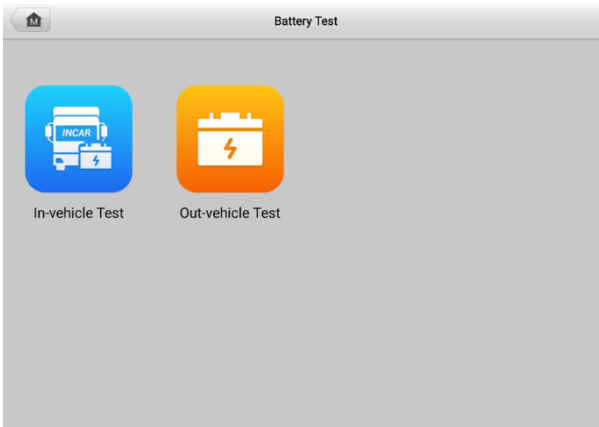 M
Battery Test
INCAR
In-vehicle Test
Out-vehicle Test